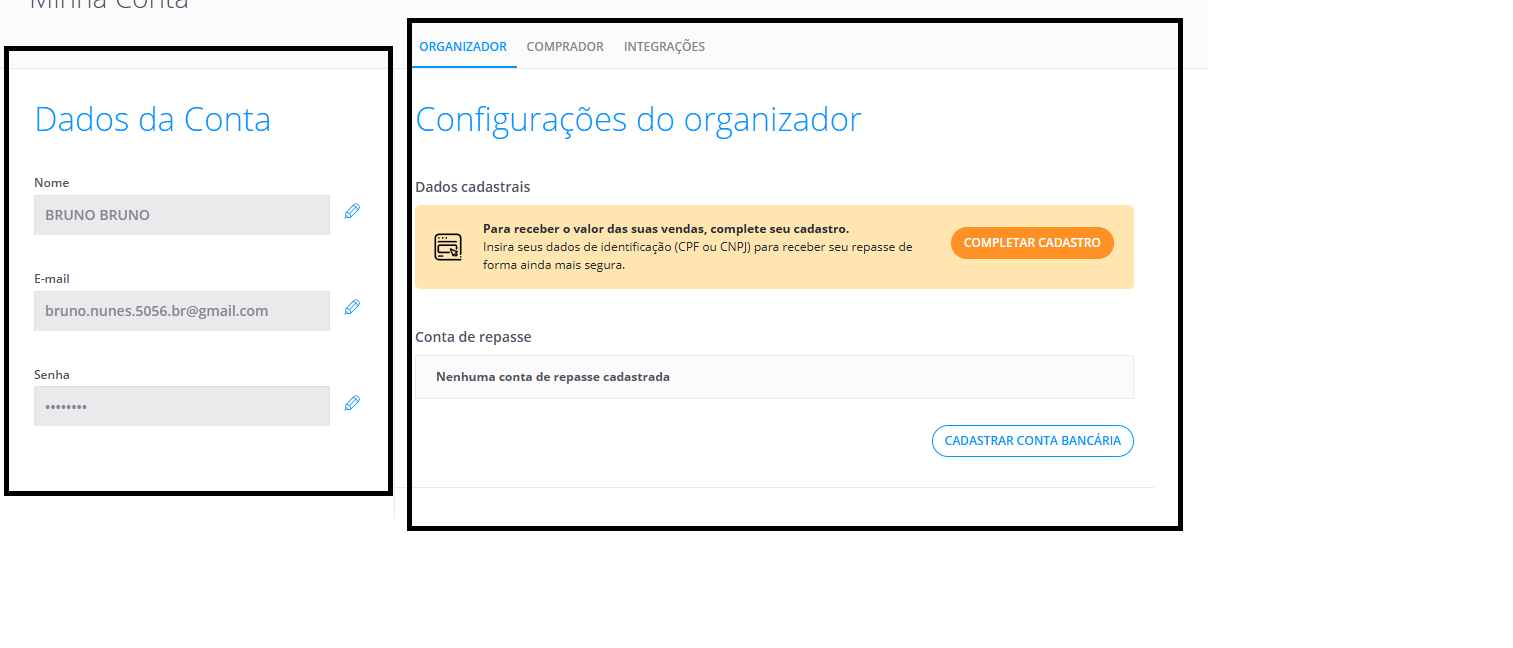 Minha Conta
Dados da Conta
Nome
BRUNO BRUNO
E-mail
bruno.nunes.5056.br@gmail.com
Senha
••••••••
ORGANIZADOR COMPRADOR INTEGRAÇÕES
Configurações do organizador
Dados cadastrais
Para receber o valor das suas vendas, complete seu cadastro.
Insira seus dados de identificação (CPF ou CNPJ) para receber seu repasse de
forma ainda mais segura.
COMPLETAR CADASTRO
Conta de repasse
Nenhuma conta de repasse cadastrada
CADASTRAR CONTA BANCÁRIA